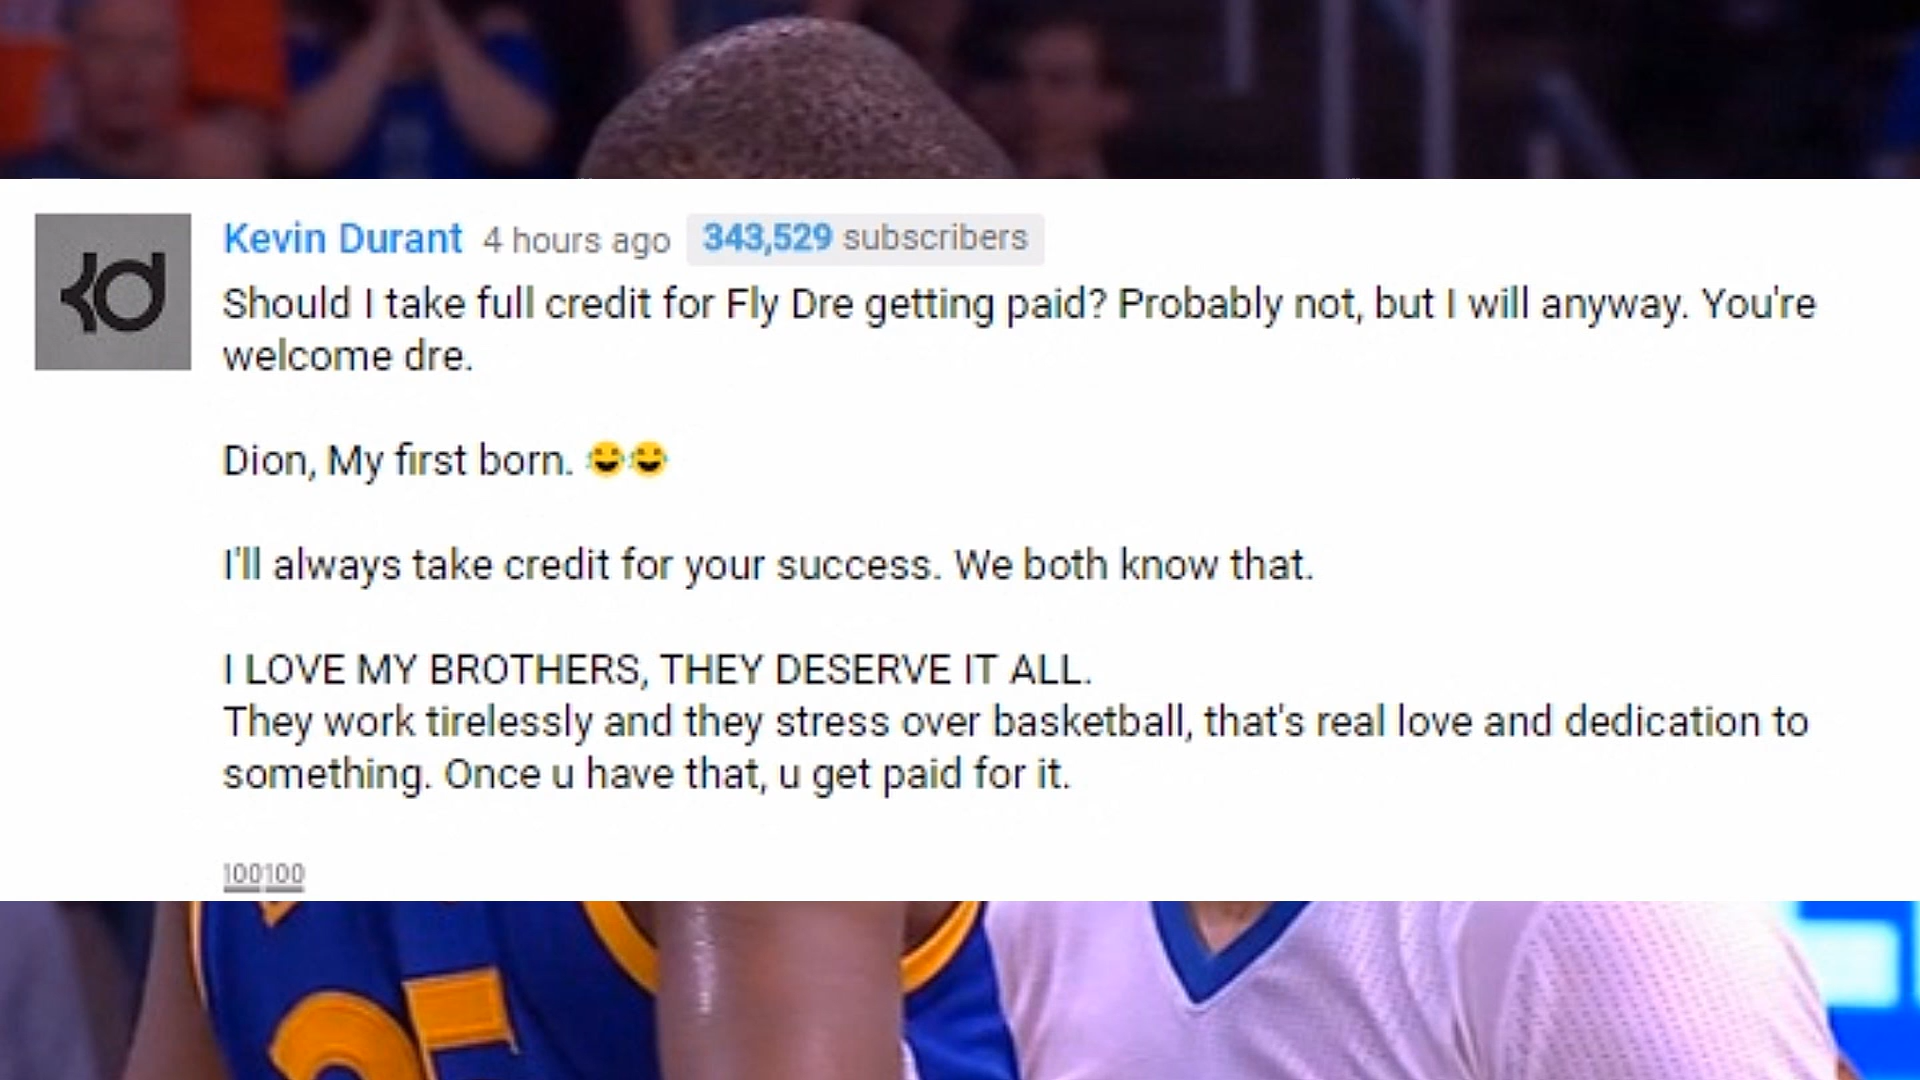 Kevin Durant 4 hours ago 343,529 subscribers
Should I take full credit for Fly Dre getting paid? Probably not, but I will anyway. You're
welcome dre.
Dion, My first born. 😂😂
I'll always take credit for your success. We both know that.
I LOVE MY BROTHERS, THEY DESERVE IT ALL.
They work tirelessly and they stress over basketball, that's real love and dedication to
something. Once u have that, u get paid for it.
100100